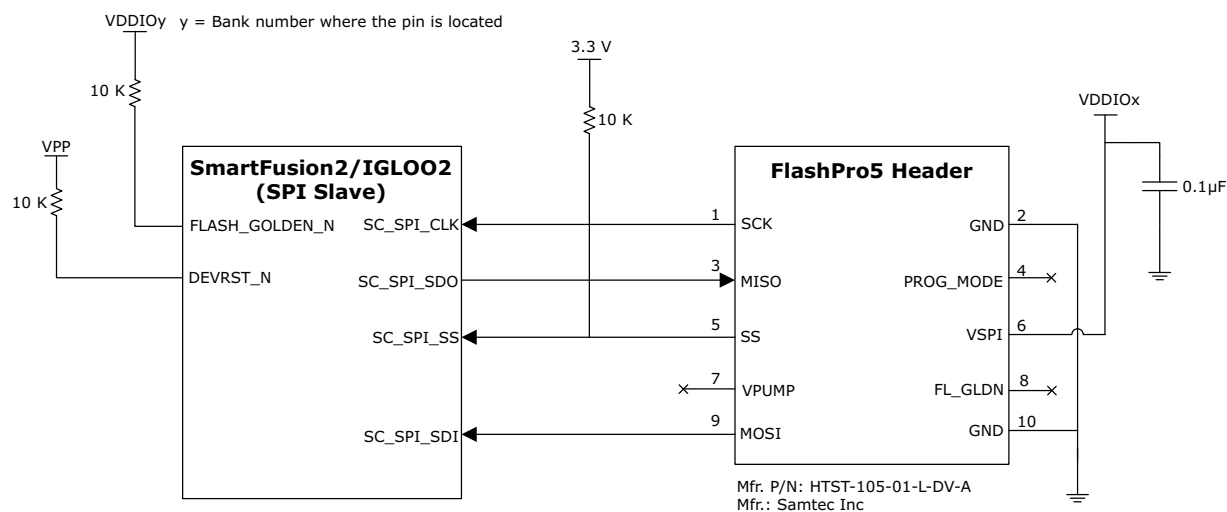 VDDIOy y = Bank number where the pin is located
3.3 V
10 K
10 K
VDDIOx
VPP
10 K
0.1µF
SmartFusion2/IGLOO2
(SPI Slave)
FLASH_GOLDEN_N
DEVRST_N
SC_SPI_CLK
SC_SPI_SDO
SC_SPI_SS
SC_SPI_SDI
FlashPro5 Header
1 SCK
3 MISO
5 SS
7 VPUMP
9 MOSI
GND 2
PROG_MODE 4
VSPI 6
FL_GLDN 8
GND 10
Mfr. P/N: HTST-105-01-L-DV-A
Mfr.: Samtec Inc